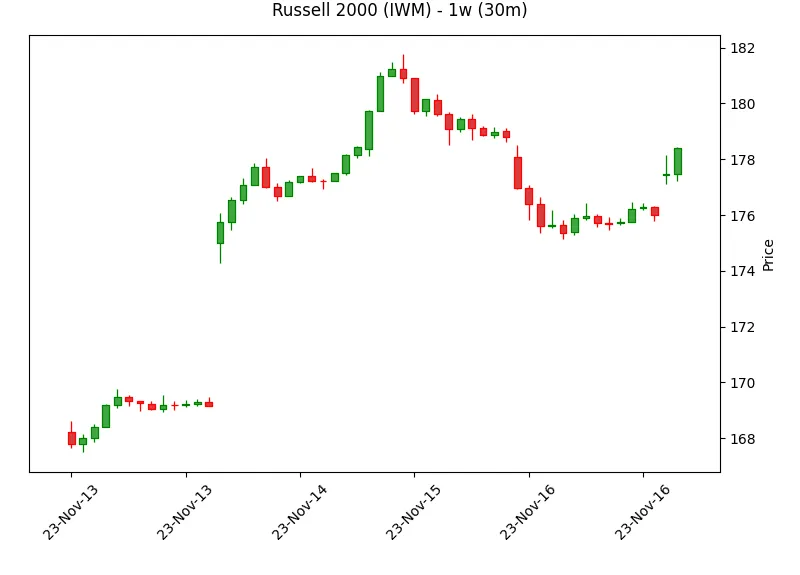 Russell 2000 (IWM) - 1w (30m)
182
180
178
176
174
172
170
168
Price
23-Nov-13
23-Nov-13
23-Nov-14
23-Nov-15
23-Nov-16
23-Nov-16